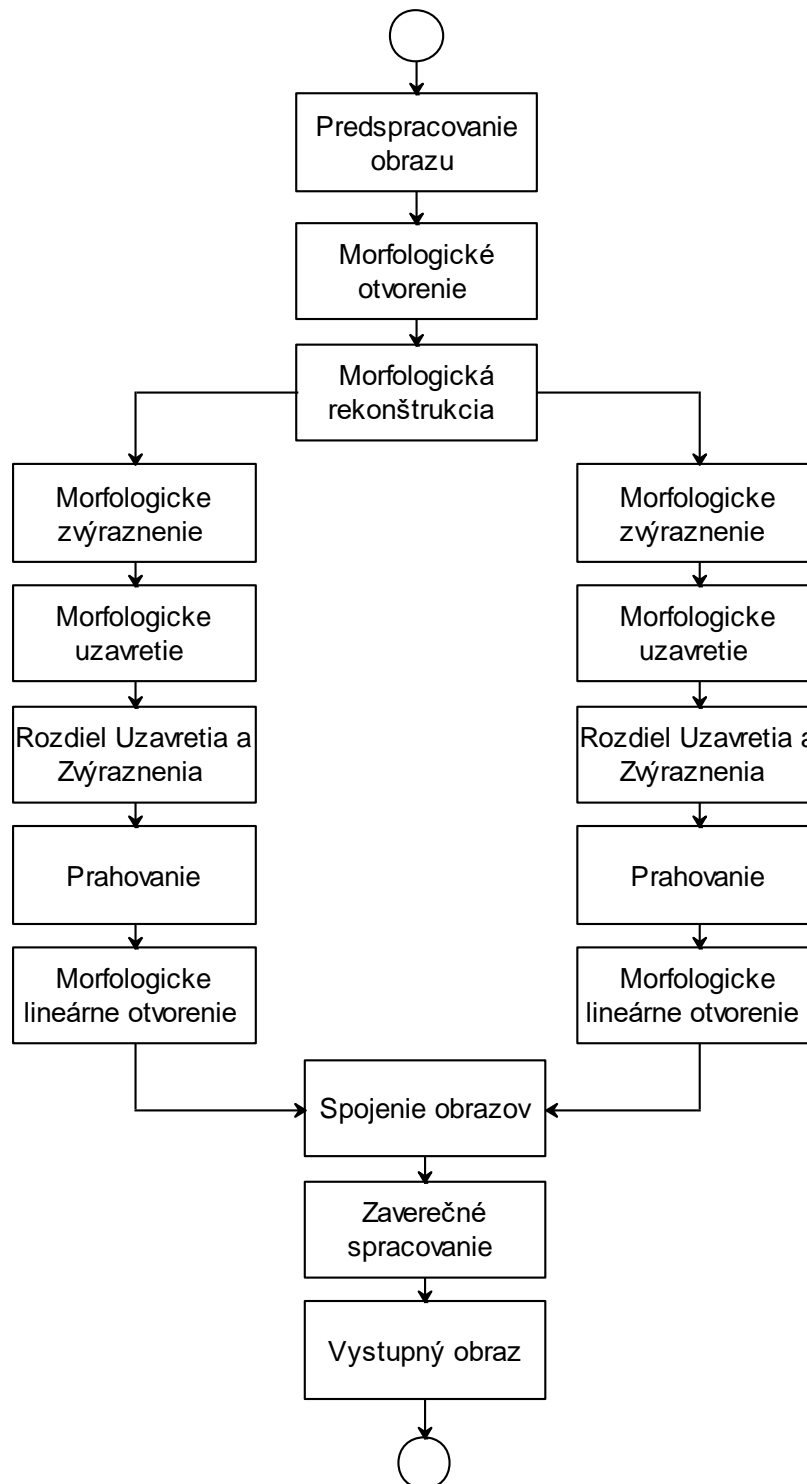 Predspracovanie
obrazu
Morfologické
otvorenie
Morfologická
rekonštrukcia
Morfologicke
zvýraznenie
Morfologicke
uzavretie
Rozdiel Uzavretia a
Zvýraznenia
Prahovanie
Morfologicke
lineárne otvorenie
Morfologicke
zvýraznenie
Morfologicke
uzavretie
Rozdiel Uzavretia a
Zvýraznenia
Prahovanie
Morfologicke
lineárne otvorenie
Spojenie obrazov
Zaverečné
spracovanie
Vystupný obraz